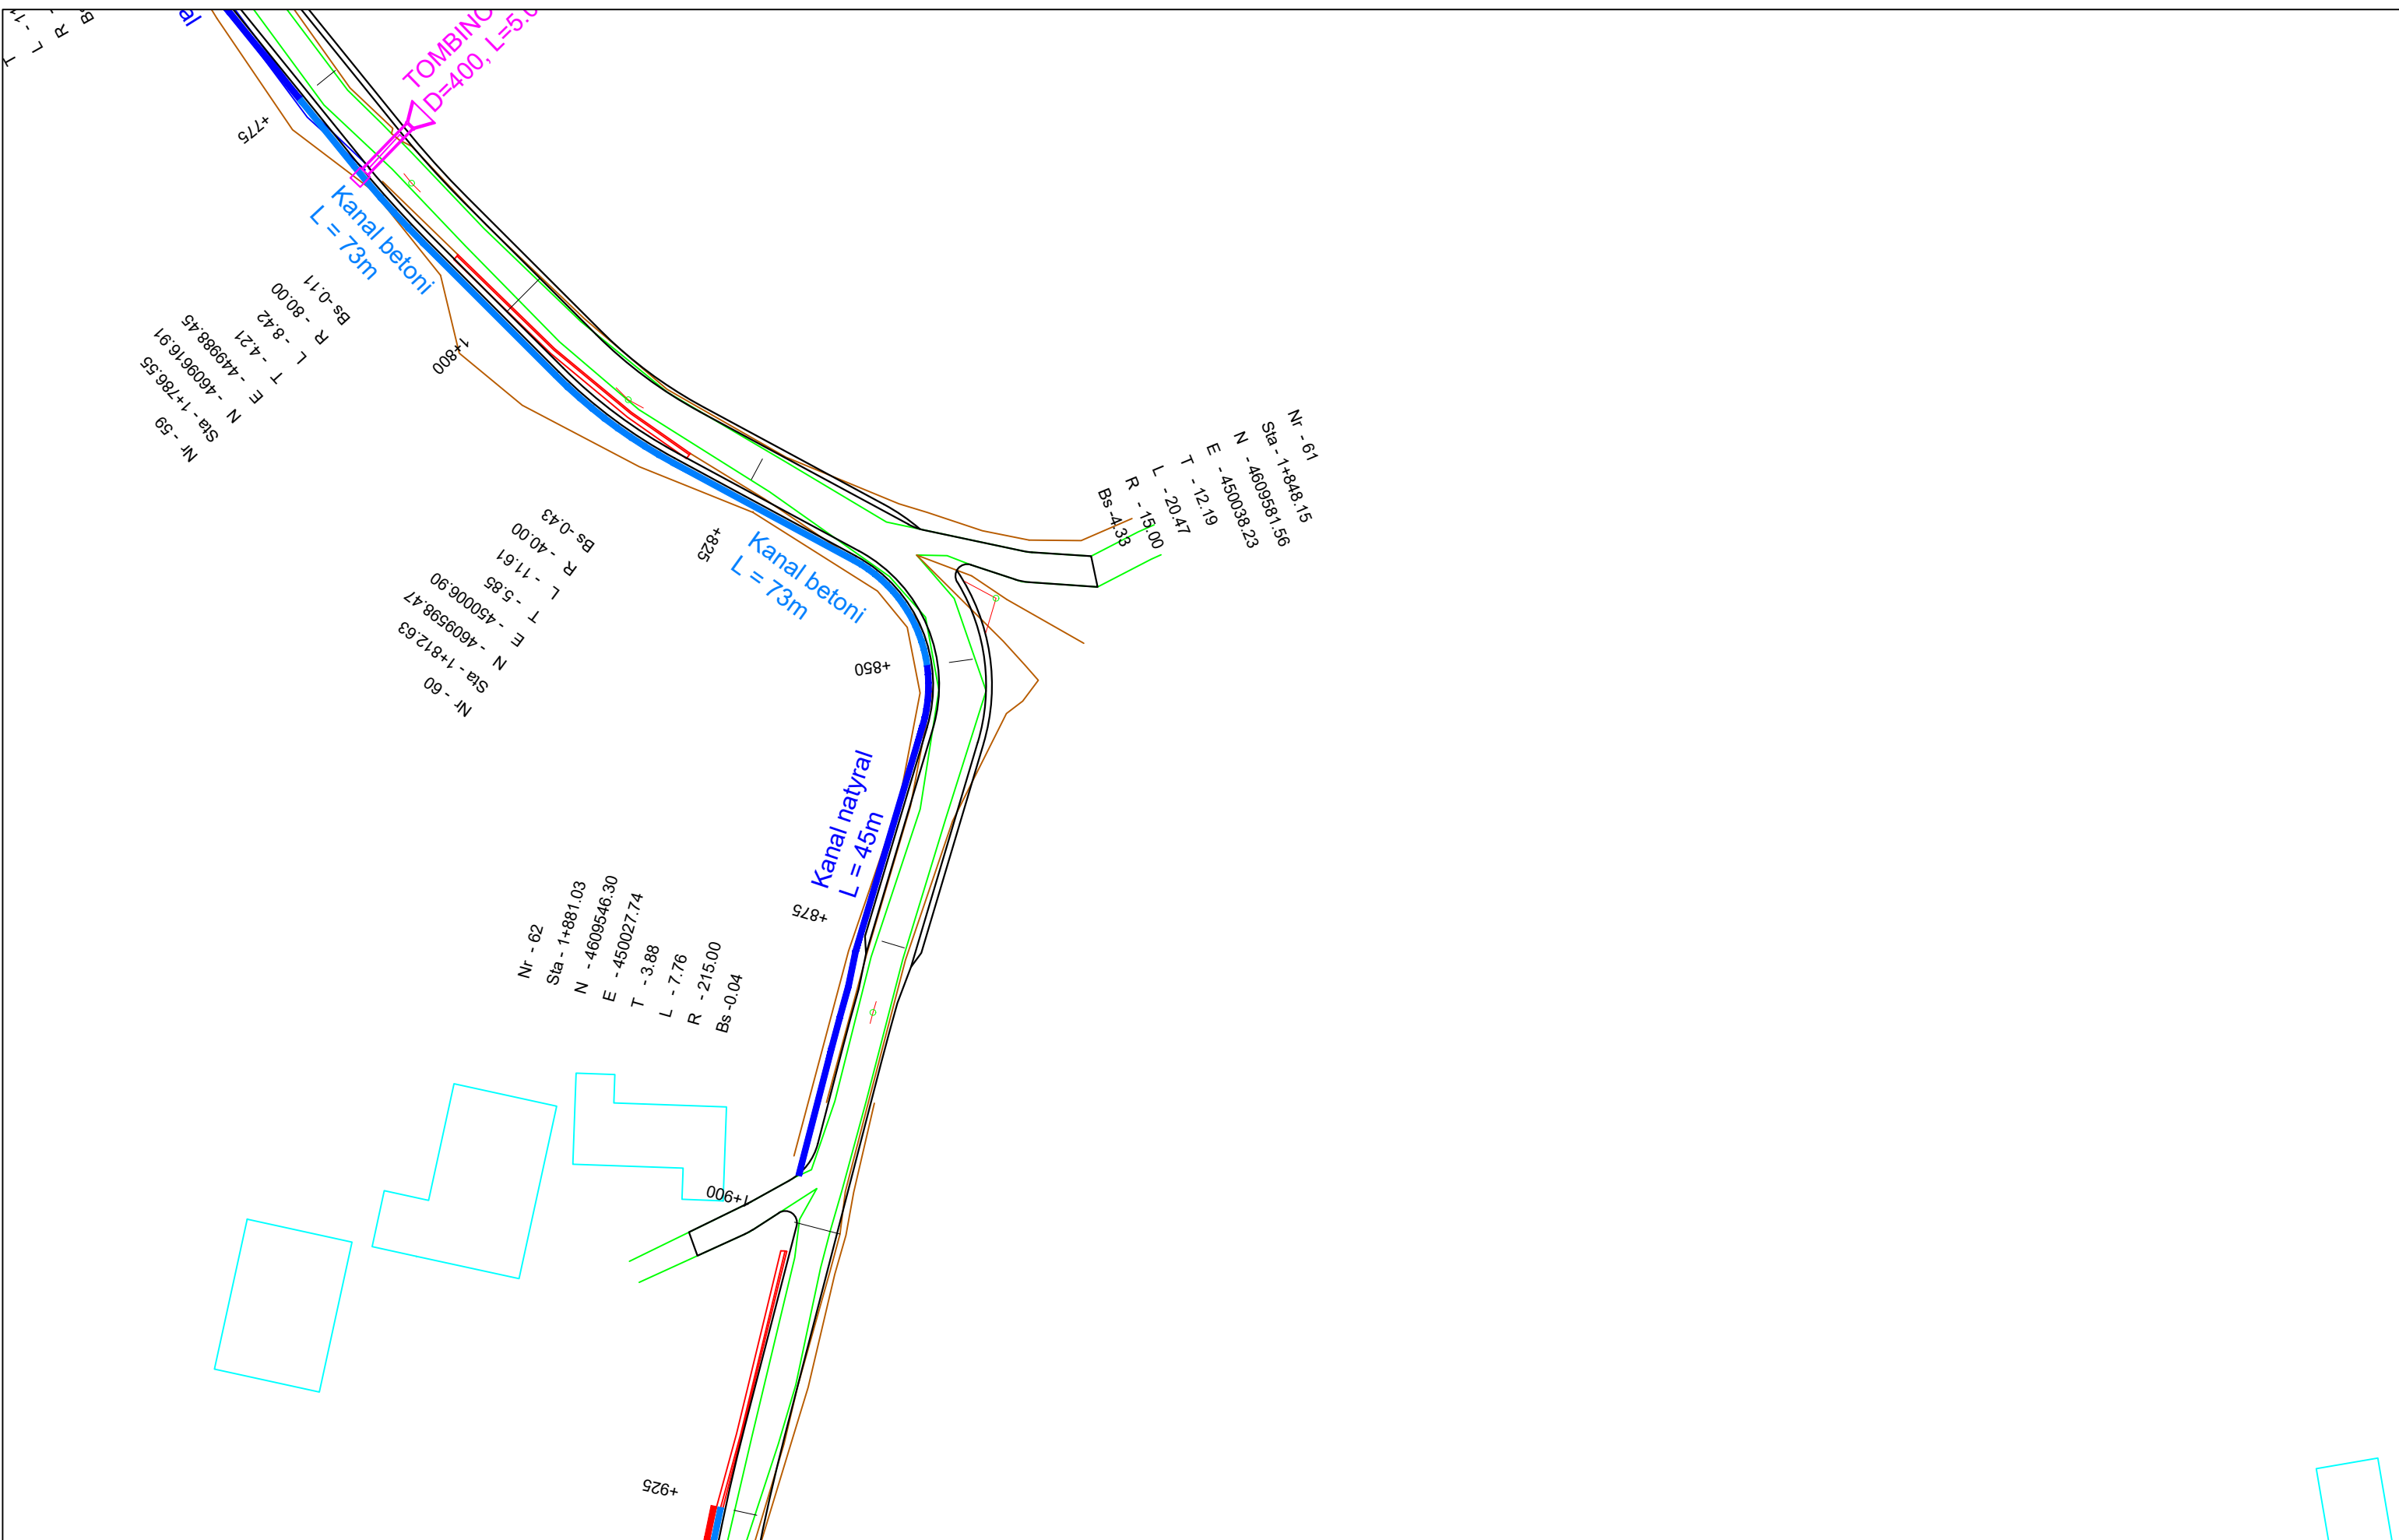 T
L - 11
R -
Bs
al
TOMBINO
D=400, L=5.0
+775
Kanal betoni
L = 73m
Nr - 59
Sta - 1+786.55
N - 4609616.91
E - 449988.45
T - 4.21
L - 8.42
R - 80.00
Bs-0.11
1+800
Nr - 60
Sta - 1+812.63
N - 4609598.47
E - 450006.90
T - 5.85
L - 11.61
R - 40.00
Bs-0.43
+825
Kanal betoni
L = 73m
Nr - 61
Sta - 1+848.15
N - 4609581.56
E - 450038.23
T - 12.19
L - 20.47
R - 15.00
Bs -4.33
+850
Kanal natyral
L = 45m
+875
Nr - 62
Sta - 1+881.03
N - 4609546.30
E - 450027.74
T - 3.88
L - 7.76
R - 215.00
Bs -0.04
1+900
+925